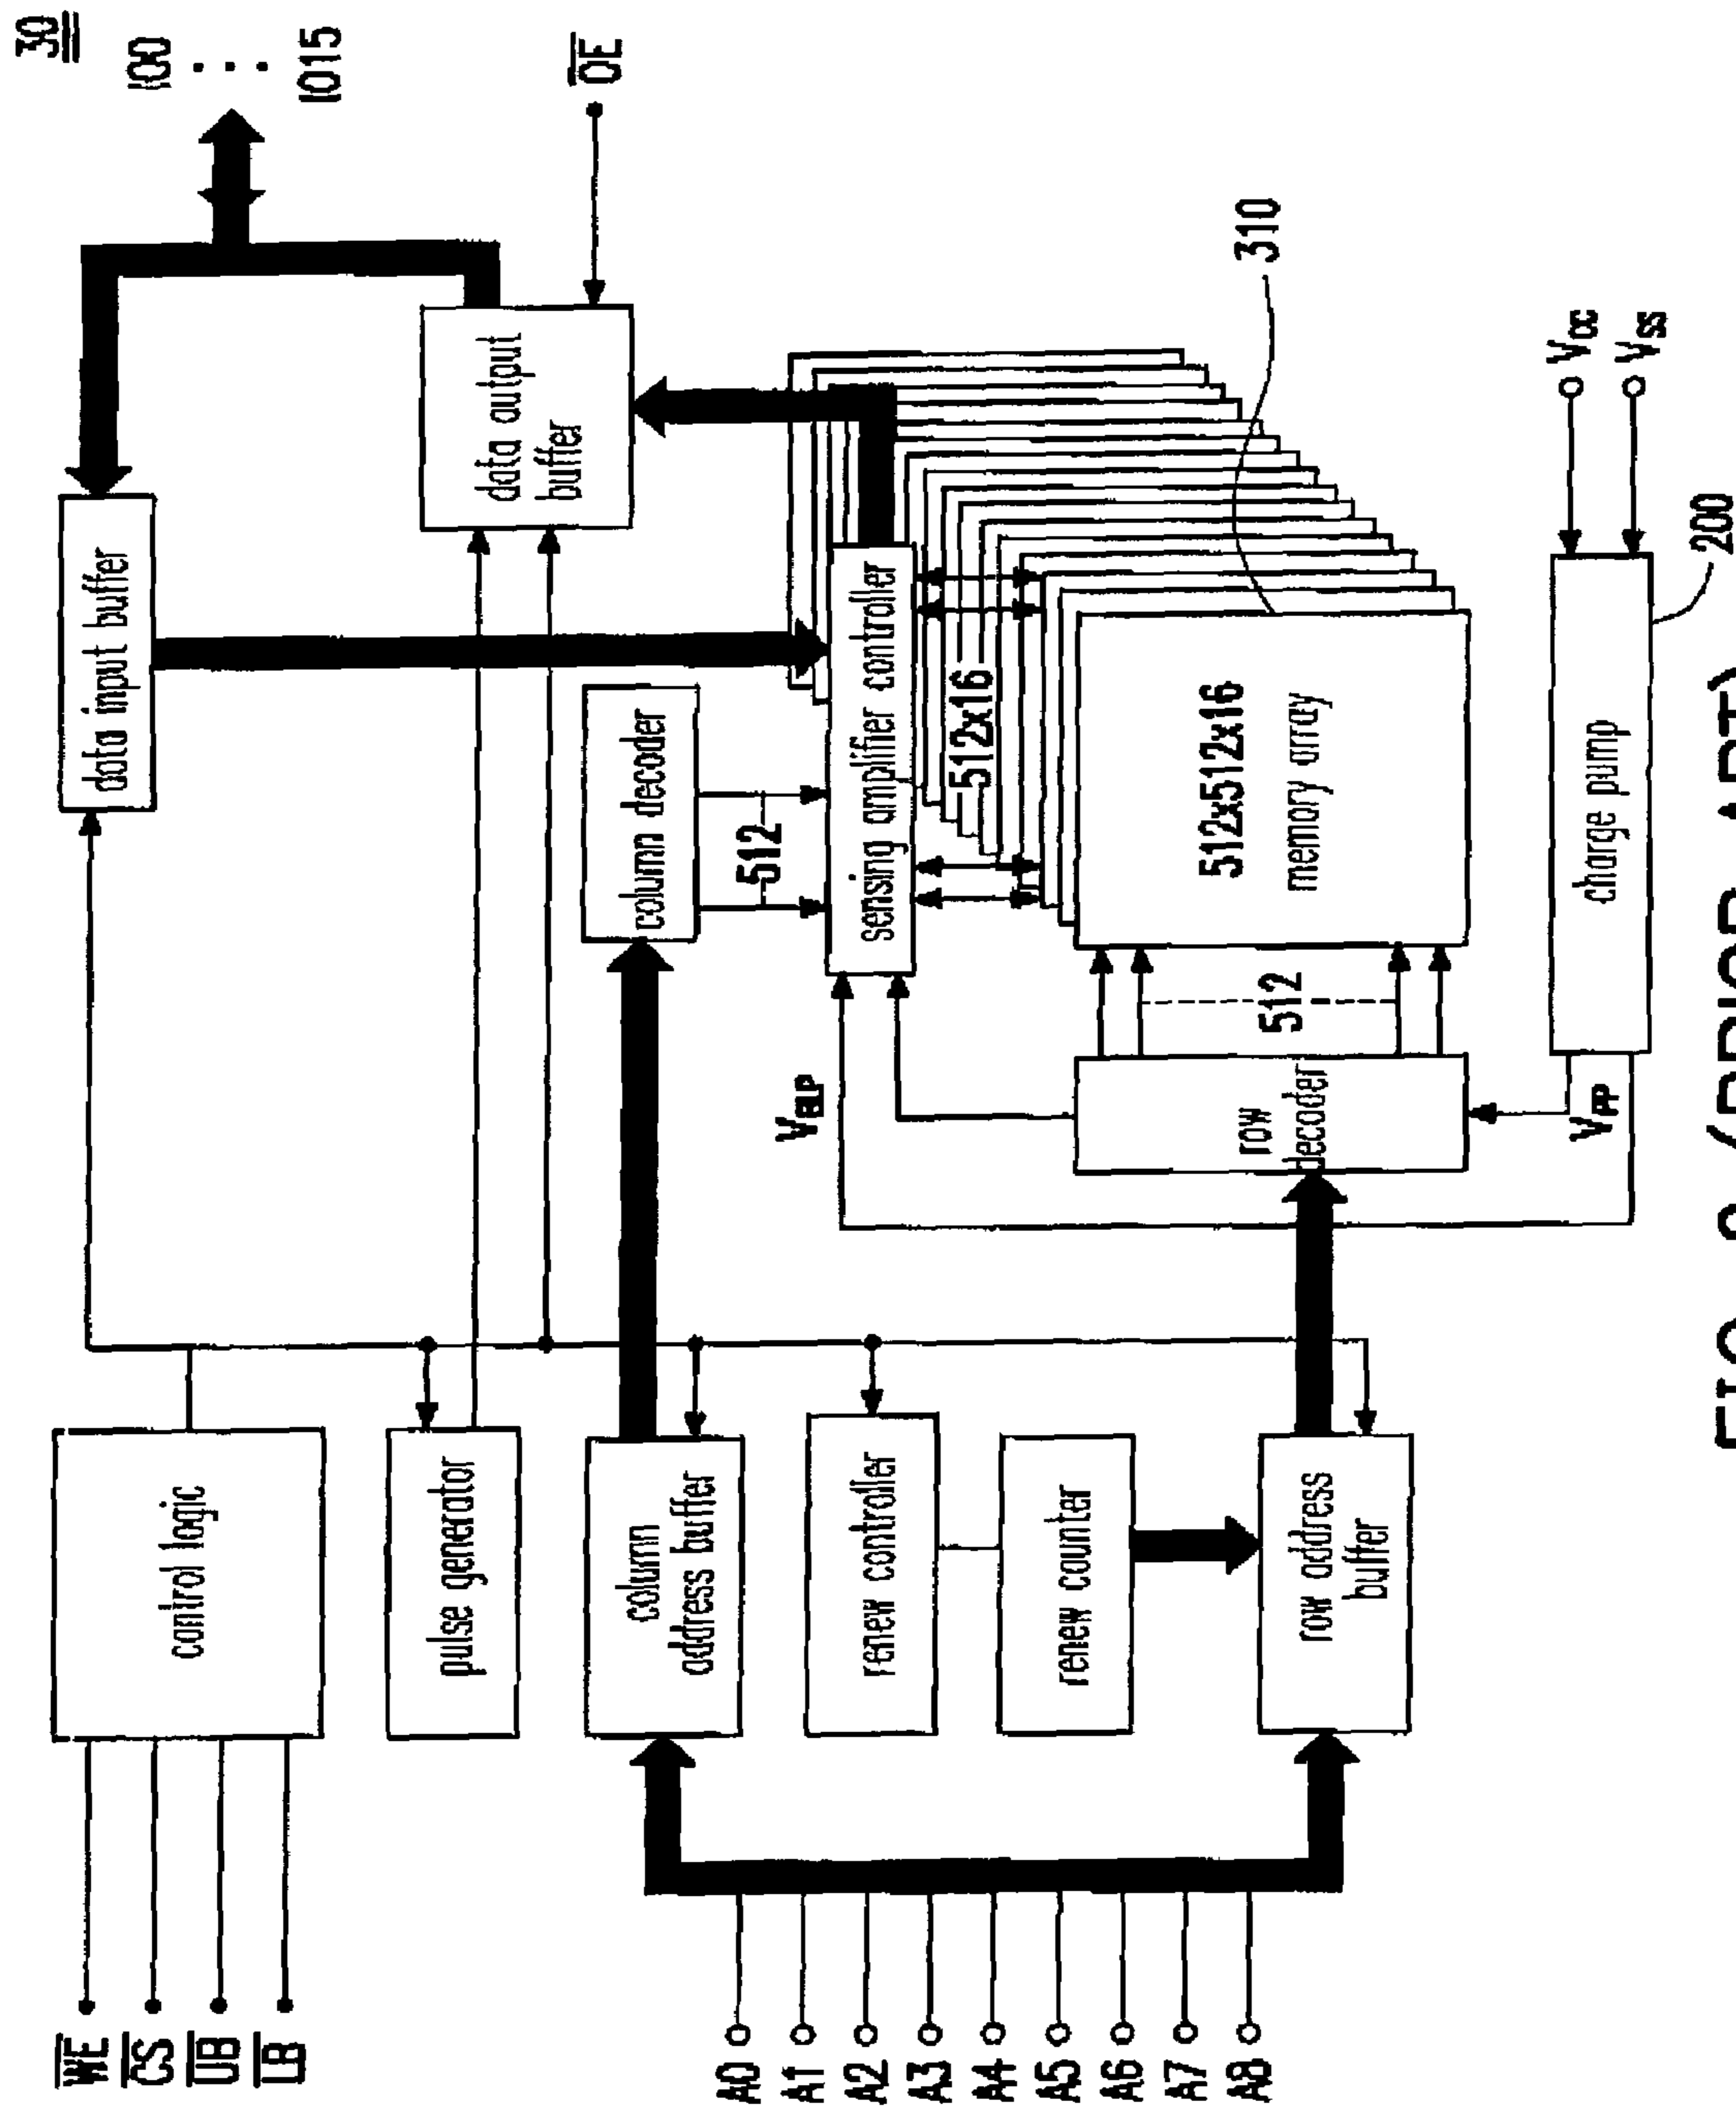 30
IO0
IO15
OE
WE
CS
UB
LB
control logic
data input buffer
pulse generator
data output
buffer
column
address buffer
column decoder
512
renew controller
sensing amplifier controller
512x16
VBLP
renew counter
row address
buffer
row
decoder
512
512x512x16
memory array
310
A0
A1
A2
A3
A4
A5
A6
A7
A8
VPP
charge pump
VCC
VSS
200
(PRIOR ART)